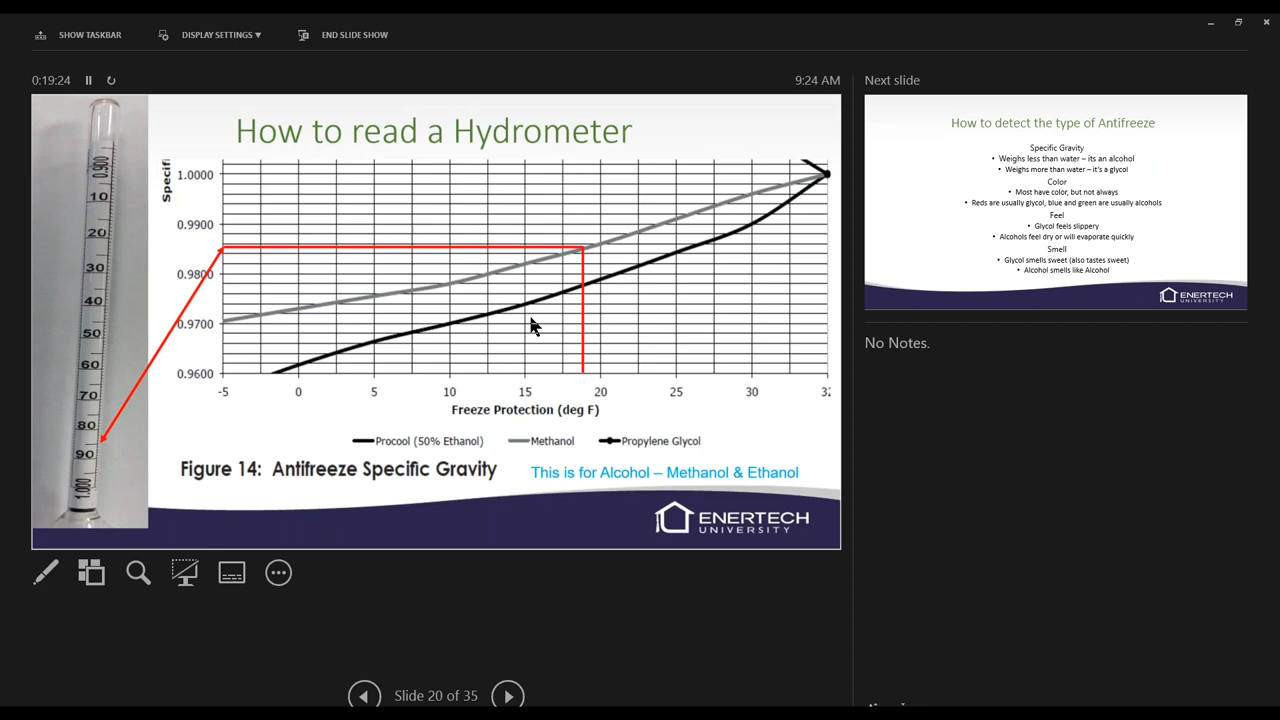 SHOW TASKBAR
DISPLAY SETTINGS ▼
END SLIDE SHOW
0:19:24
9:24 AM
How to read a Hydrometer
0.900
10
20
30
40
50
60
70
80
90
1.000
1.0000
0.9900
0.9800
0.9700
0.9600
-5 0 5 10 15 20 25 30
Freeze Protection (deg F)
Procool (50% Ethanol) Methanol Propylene Glycol
Figure 14: Antifreeze Specific Gravity
This is for Alcohol – Methanol & Ethanol
ENERTECH
UNIVERSITY
Slide 20 of 35
Next slide
How to detect the type of Antifreeze
Specific Gravity
• Weighs less than water – its an alcohol
• Weighs more than water – it's a glycol
Color
• Most have color, but not always
• Reds are usually glycol, blue and green are usually alcohols
Feel
• Glycol feels slippery
• Alcohols feel dry or will evaporate quickly
Smell
• Glycol smells sweet (also tastes sweet)
• Alcohol smells like Alcohol
ENERTECH
UNIVERSITY
No Notes.